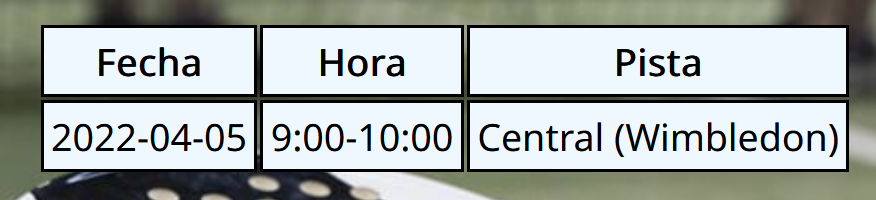 Fecha Hora Pista
2022-04-05 9:00-10:00 Central (Wimbledon)